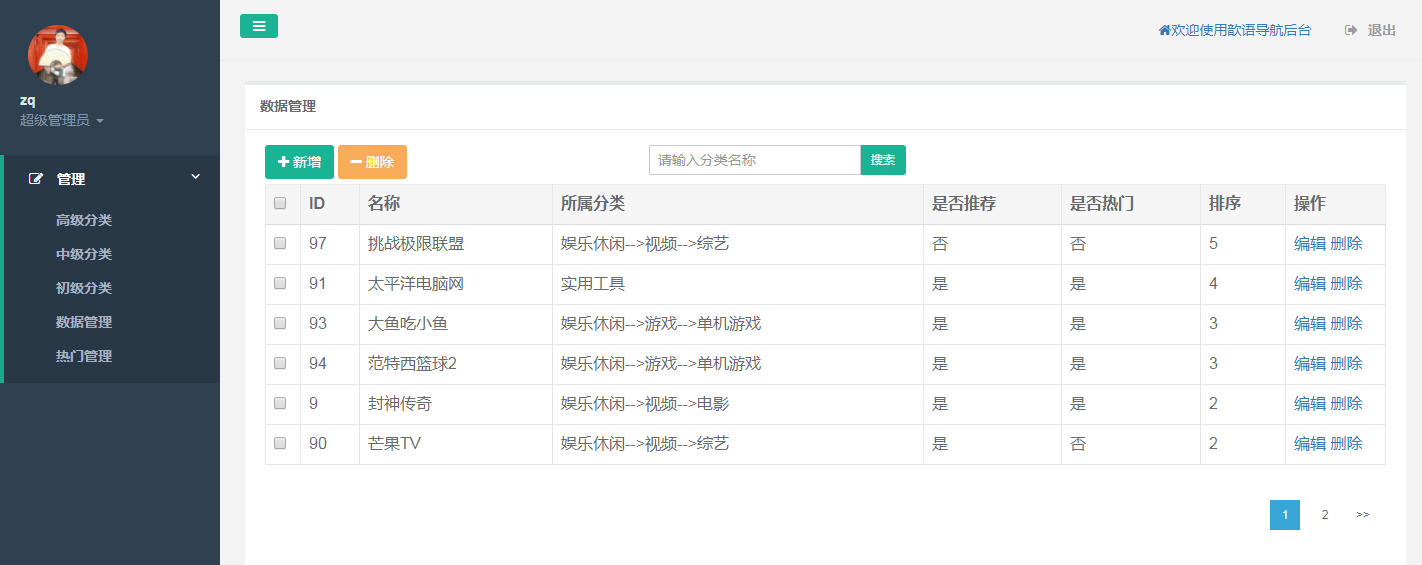 欢迎使用歆语导航后台 退出
zq
超级管理员
管理
高级分类
中级分类
初级分类
数据管理
热门管理
数据管理
新增 删除 请输入分类名称 搜索
ID 名称 所属分类 是否推荐 是否热门 排序 操作
97 挑战极限联盟 娱乐休闲-->视频-->综艺 否 否 5 编辑 删除
91 太平洋电脑网 实用工具 是 是 4 编辑 删除
93 大鱼吃小鱼 娱乐休闲-->游戏-->单机游戏 是 是 3 编辑 删除
94 范特西篮球2 娱乐休闲-->游戏-->单机游戏 是 是 3 编辑 删除
9 封神传奇 娱乐休闲-->视频-->电影 是 是 2 编辑 删除
90 芒果TV 娱乐休闲-->视频-->综艺 是 否 2 编辑 删除
1 2 >>